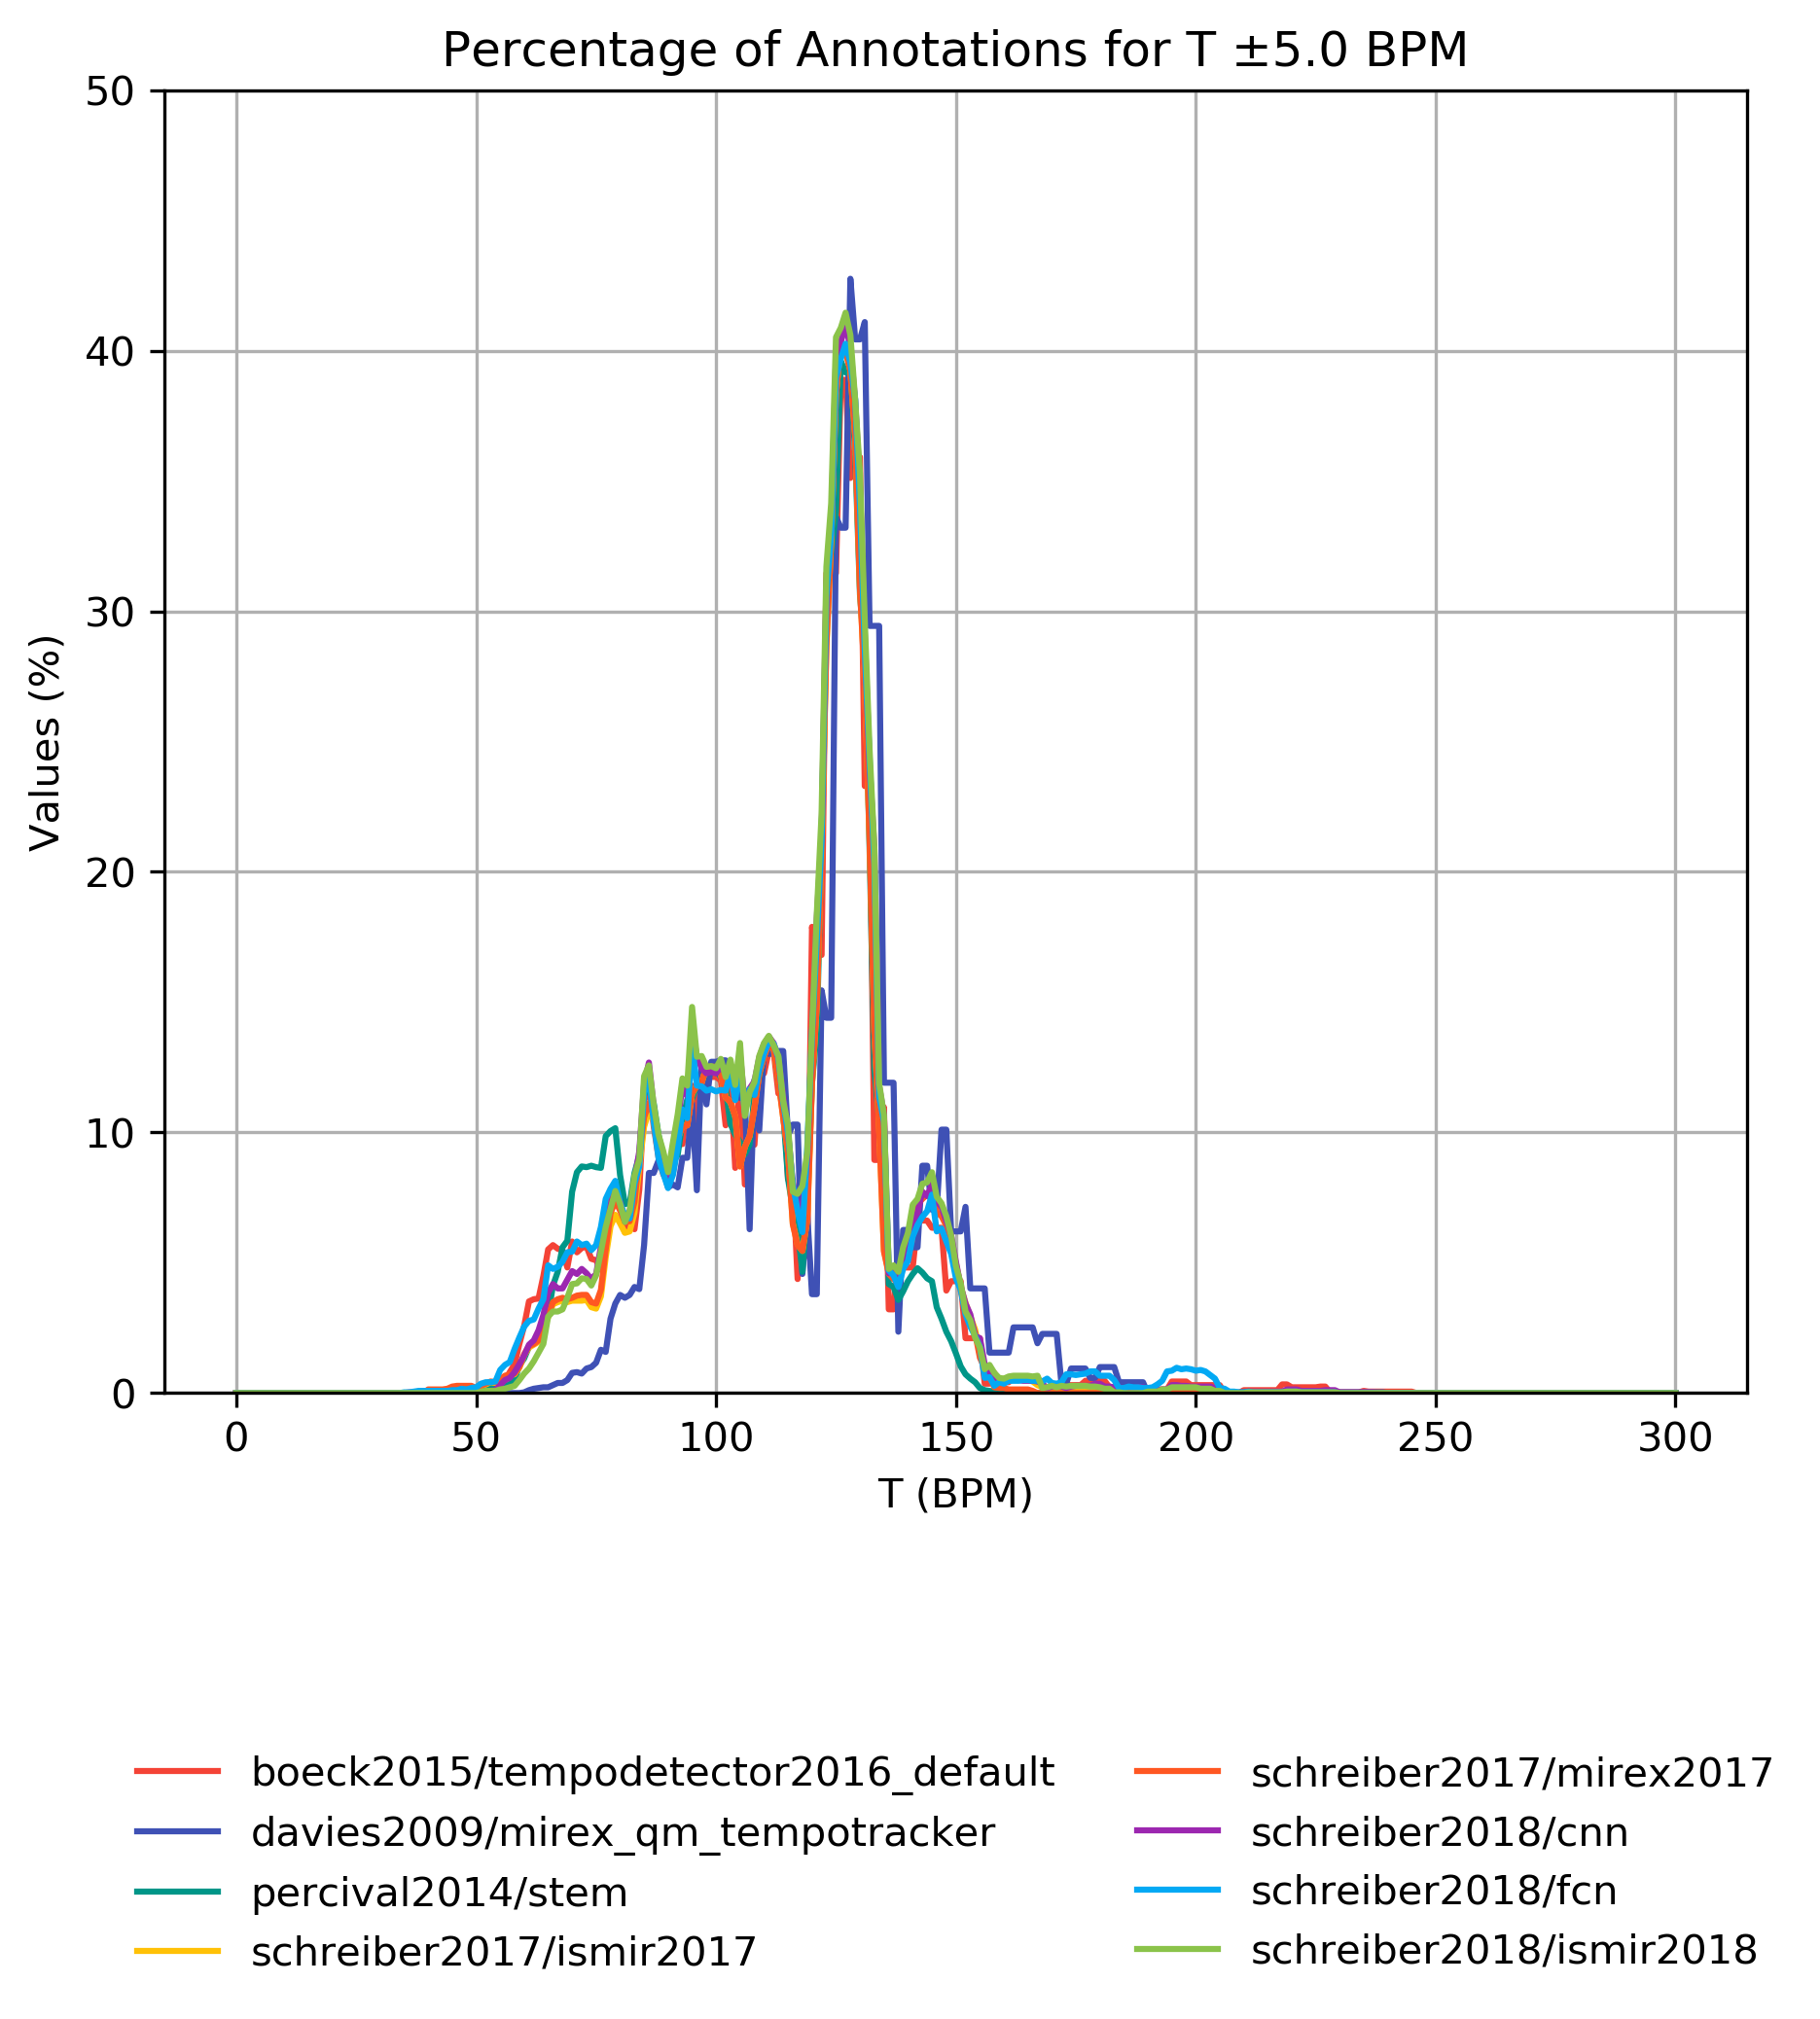 Percentage of Annotations for T ±5.0 BPM
50
40
30
20
10
0
Values (%)
0 50 100 150 200 250 300
T (BPM)
boeck2015/tempodetector2016_default
davies2009/mirex_qm_tempotracker
percival2014/stem
schreiber2017/ismir2017
schreiber2017/mirex2017
schreiber2018/cnn
schreiber2018/fcn
schreiber2018/ismir2018